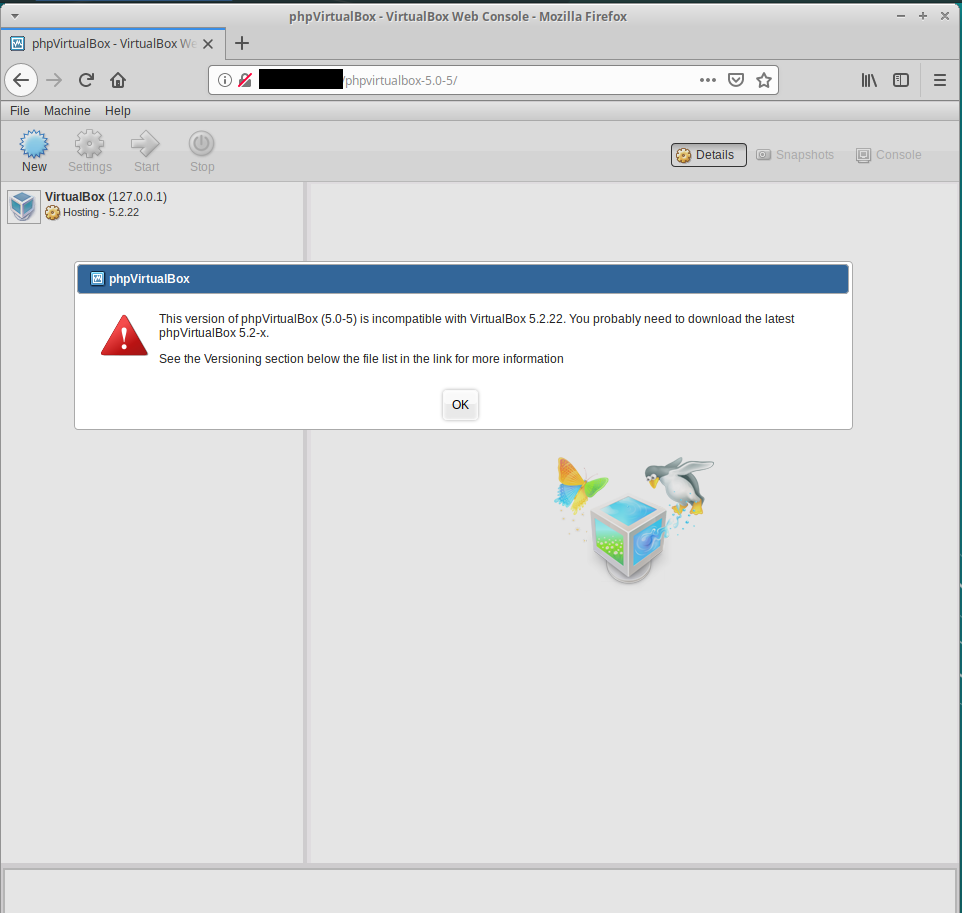 phpVirtualBox - VirtualBox Web Console - Mozilla Firefox
phpVirtualBox - VirtualBox We
/phpvirtualbox-5.0-5/
File Machine Help
New Settings Start Stop
Details Snapshots Console
VirtualBox (127.0.0.1)
Hosting - 5.2.22
phpVirtualBox
This version of phpVirtualBox (5.0-5) is incompatible with VirtualBox 5.2.22. You probably need to download the latest
phpVirtualBox 5.2-x.
See the Versioning section below the file list in the link for more information
OK